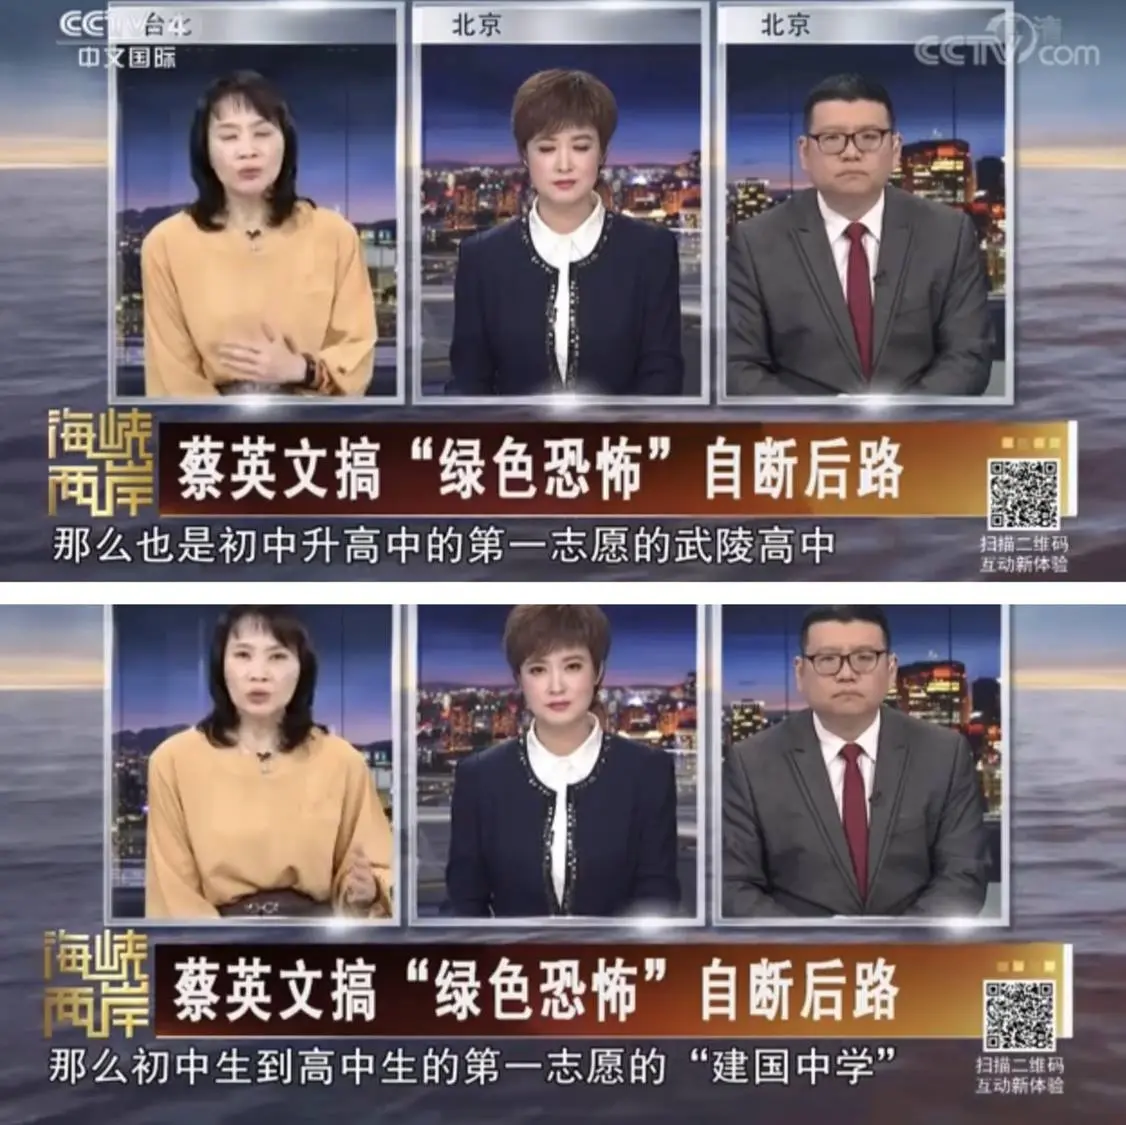 CCTV 4
中文国际
台北
北京
北京
CCTV.com
海峡
两岸
蔡英文搞“绿色恐怖”自断后路
那么也是初中升高中的第一志愿的武陵高中
扫描二维码
互动新体验
海峡
两岸
蔡英文搞“绿色恐怖”自断后路
那么初中生到高中生的第一志愿的“建国中学”
扫描二维码
互动新体验